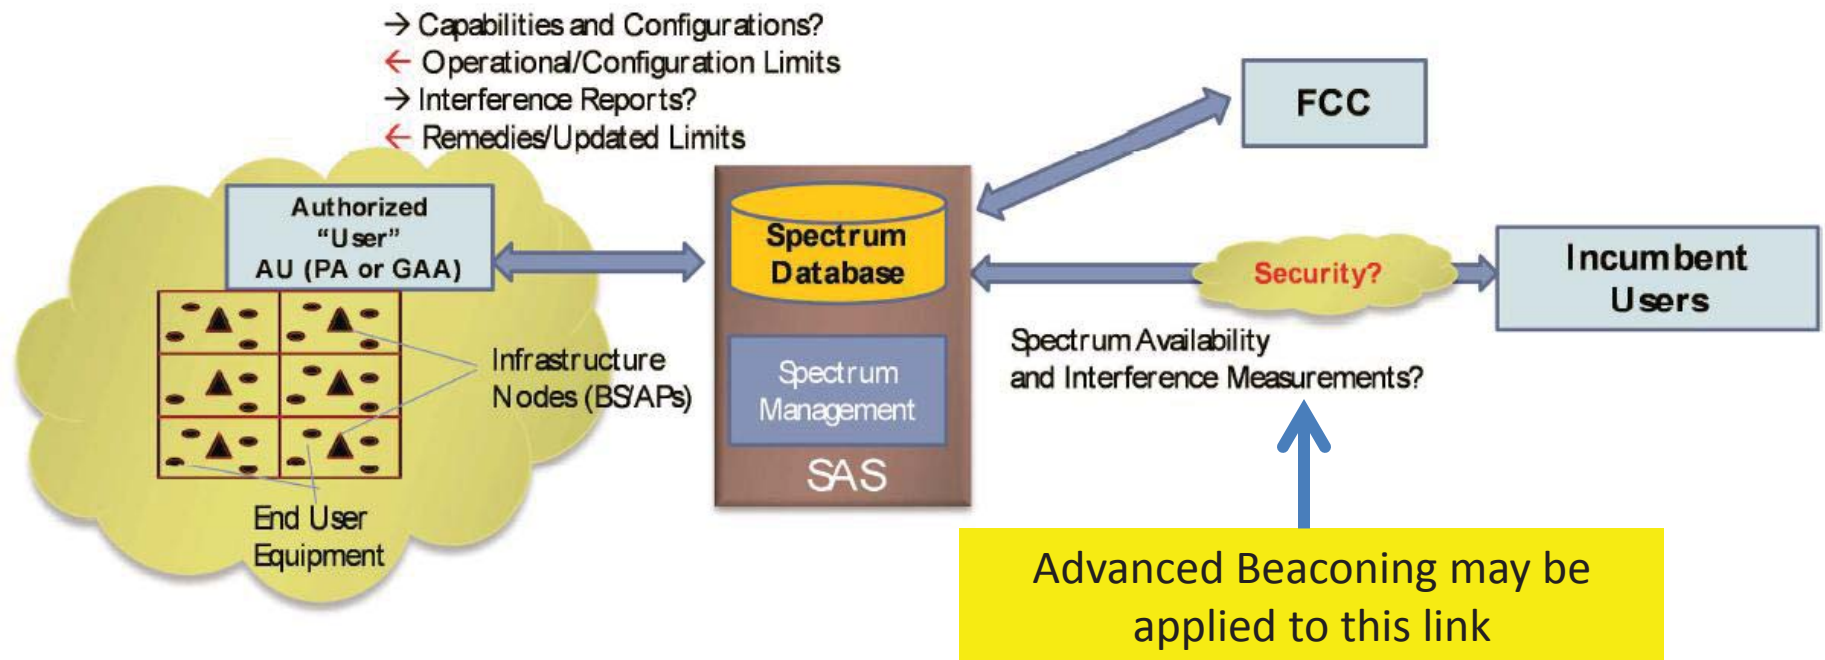 → Capabilities and Configurations?
← Operational/Configuration Limits
→ Interference Reports?
← Remedies/Updated Limits
FCC
Authorized
“User”
AU (PA or GAA)
Spectrum
Database
Security?
Incumbent
Users
Infrastructure
Nodes (BS/APs)
Spectrum
Management
SAS
Spectrum Availability
and Interference Measurements?
End User
Equipment
Advanced Beaconing may be
applied to this link